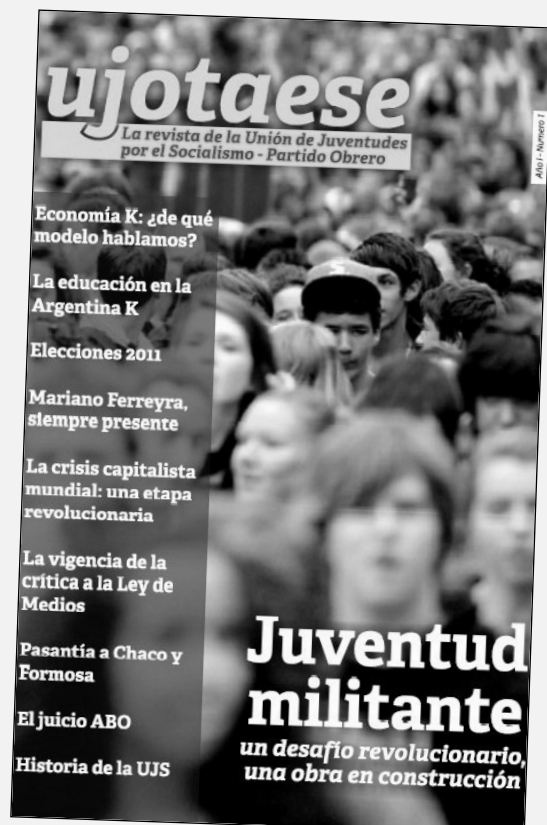 ujotaese
La revista de la Unión de Juventudes
por el Socialismo - Partido Obrero
Año I - Numero 1
Economía K: ¿de qué
modelo hablamos?
La educación en la
Argentina K
Elecciones 2011
Mariano Ferreyra,
siempre presente
La crisis capitalista
mundial: una etapa
revolucionaria
La vigencia de la
crítica a la Ley de
Medios
Pasantía a Chaco y
Formosa
El juicio ABO
Historia de la UJS
Juventud
militante
un desafío revolucionario,
una obra en construcción